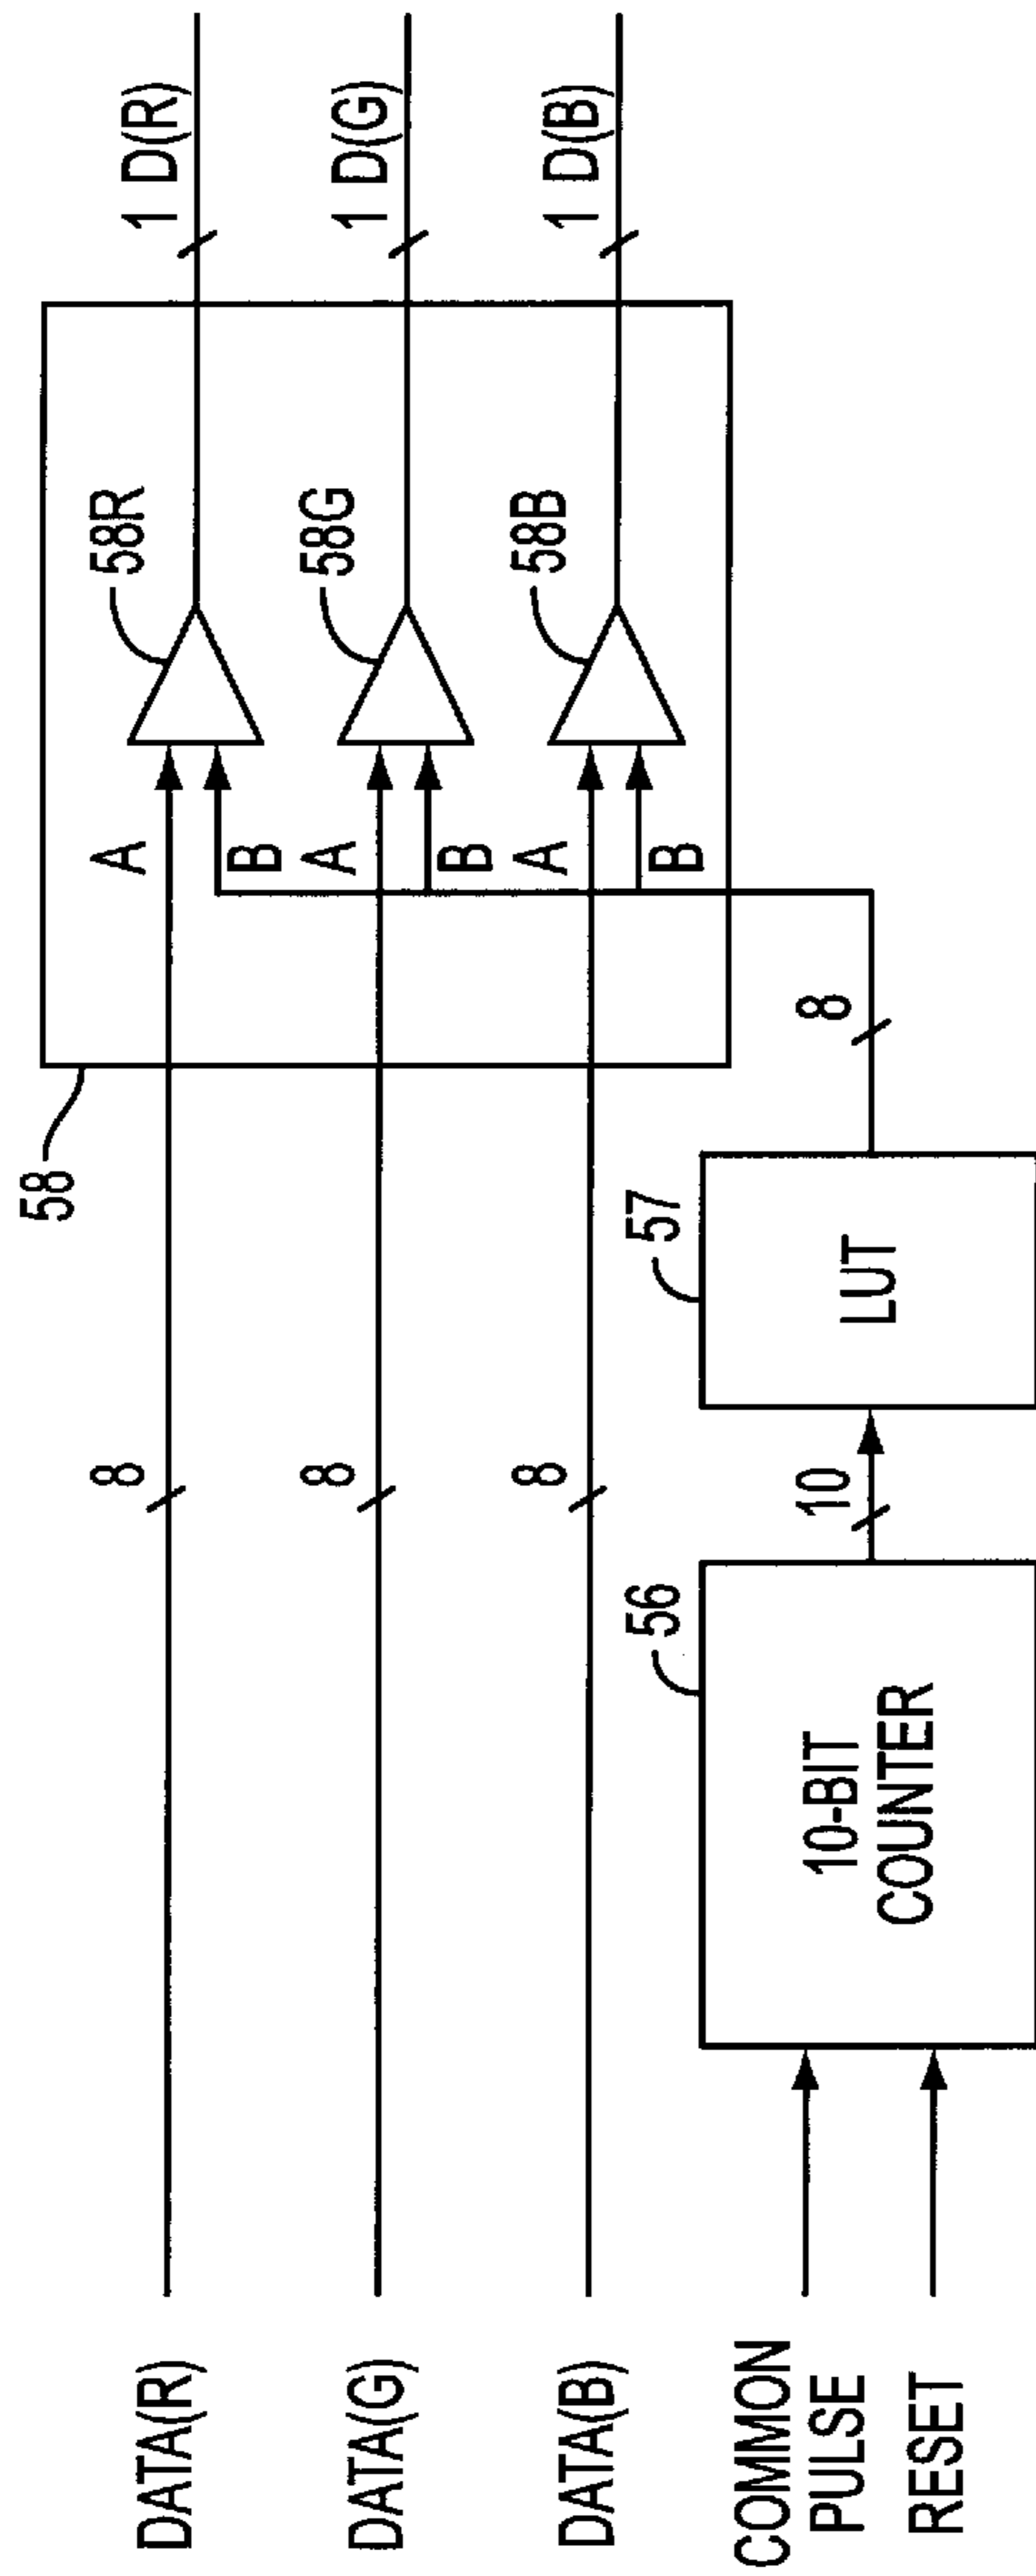 DATA(R)
8
A
58R
1 D(R)
B
DATA(G)
8
A
58G
1 D(G)
B
DATA(B)
8
A
58B
1 D(B)
B
58
COMMON
PULSE
RESET
56
10-BIT
COUNTER
10
57
LUT
8